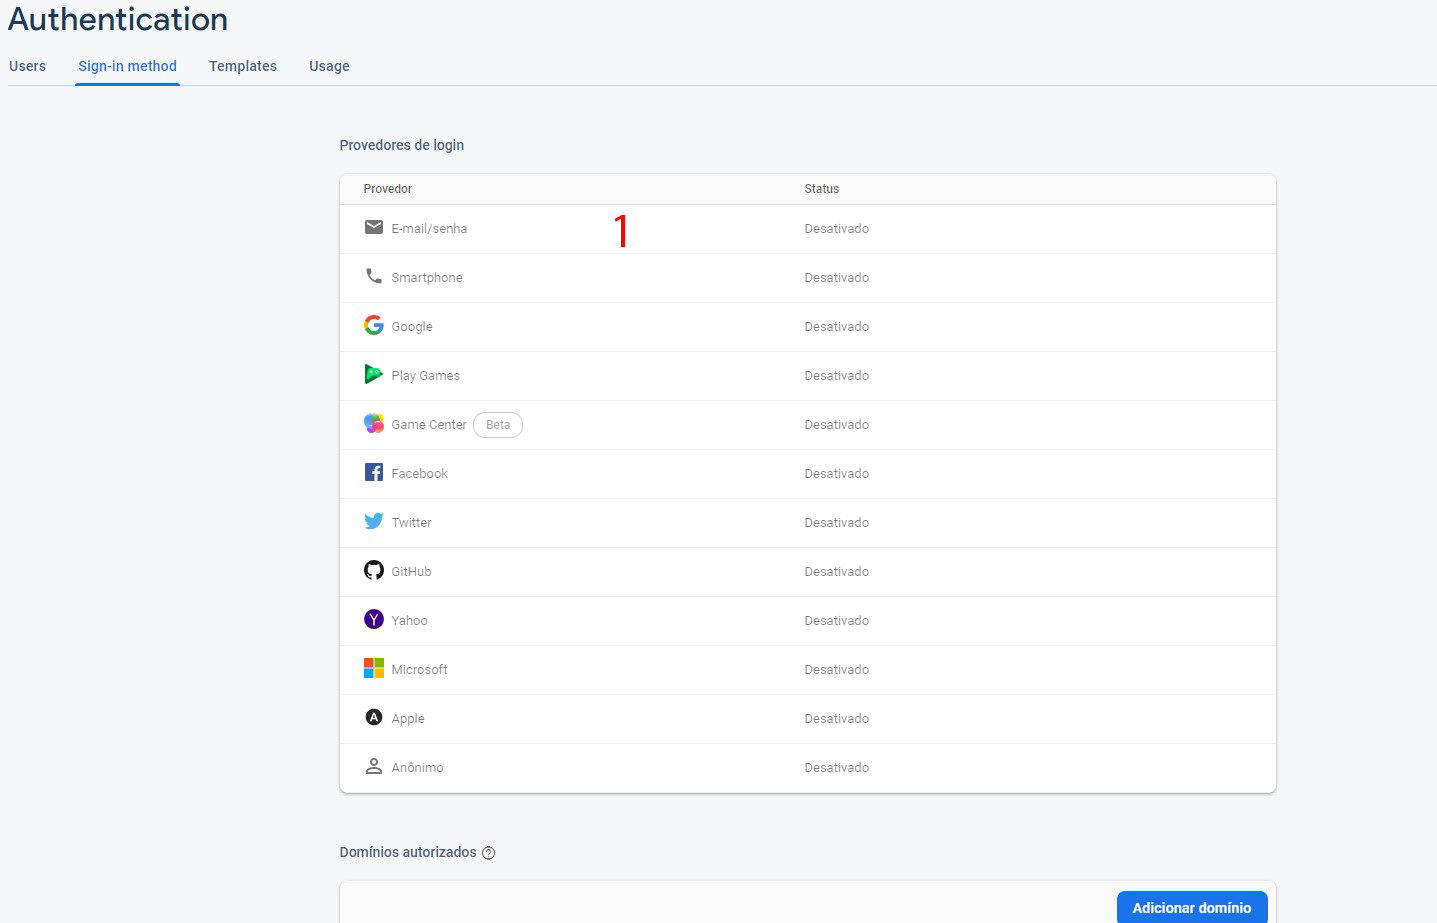 Authentication
Users Sign-in method Templates Usage
Provedores de login
Provedor Status
E-mail/senha 1 Desativado
Smartphone Desativado
Google Desativado
Play Games Desativado
Game Center Beta Desativado
Facebook Desativado
Twitter Desativado
GitHub Desativado
Yahoo Desativado
Microsoft Desativado
Apple Desativado
Anônimo Desativado
Domínios autorizados ?
Adicionar domínio